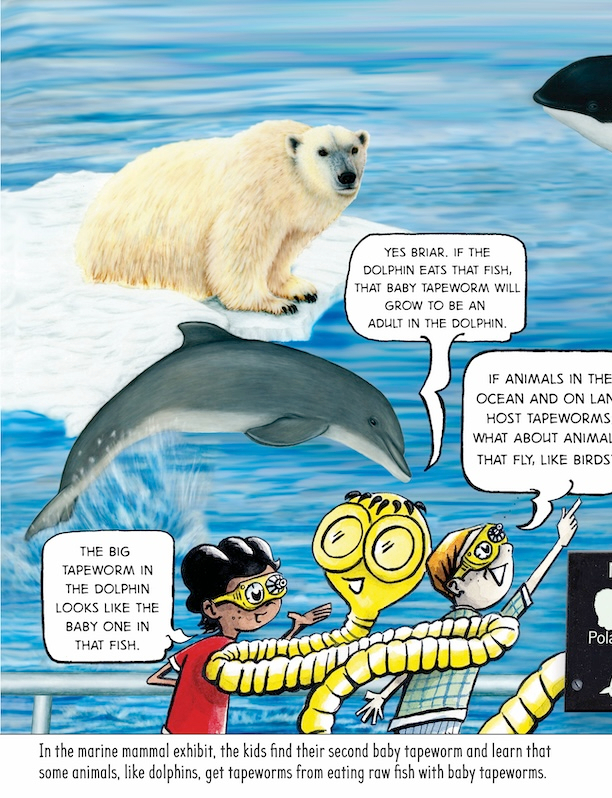 YES BRIAR. IF THE
DOLPHIN EATS THAT FISH,
THAT BABY TAPEWORM WILL
GROW TO BE AN
ADULT IN THE DOLPHIN.
IF ANIMALS IN THE
OCEAN AND ON LAN
HOST TAPEWORMS
WHAT ABOUT ANIMAL
THAT FLY, LIKE BIRDS?
THE BIG
TAPEWORM IN
THE DOLPHIN
LOOKS LIKE THE
BABY ONE IN
THAT FISH.
Pola
In the marine mammal exhibit, the kids find their second baby tapeworm and learn that
some animals, like dolphins, get tapeworms from eating raw fish with baby tapeworms.